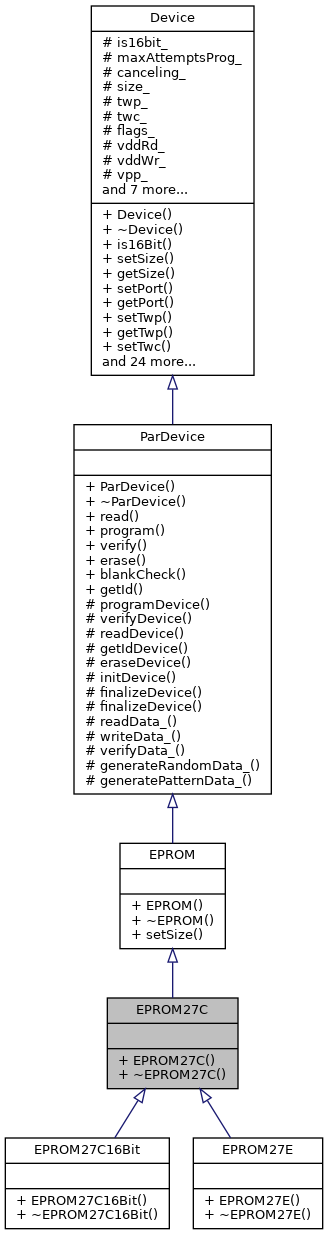 Device
# is16bit_
# maxAttemptsProg_
# canceling_
# size_
# twp_
# twc_
# flags_
# vddRd_
# vddWr_
# vpp_
and 7 more...
+ Device()
+ ~Device()
+ is16Bit()
+ setSize()
+ getSize()
+ setPort()
+ getPort()
+ setTwp()
+ getTwp()
+ setTwc()
and 24 more...
ParDevice
+ ParDevice()
+ ~ParDevice()
+ read()
+ program()
+ verify()
+ erase()
+ blankCheck()
+ getId()
# programDevice()
# verifyDevice()
# readDevice()
# getIdDevice()
# eraseDevice()
# initDevice()
# finalizeDevice()
# finalizeDevice()
# readData_()
# writeData_()
# verifyData_()
# generateRandomData_()
# generatePatternData_()
EPROM
+ EPROM()
+ ~EPROM()
+ setSize()
EPROM27C
+ EPROM27C()
+ ~EPROM27C()
EPROM27C16Bit
+ EPROM27C16Bit()
+ ~EPROM27C16Bit()
EPROM27E
+ EPROM27E()
+ ~EPROM27E()